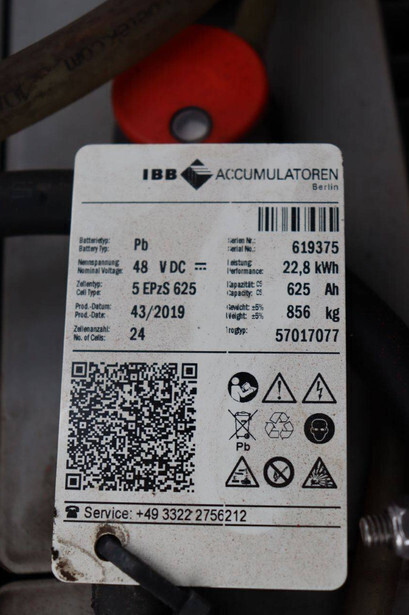 IBB ACCUMULATOREN
Berlin
Batterietyp: Pb Serien Nr.: 619375
Battery Typ: Serial No.:
Nennspannung: 48 V DC Leistung: 22,8 kWh
Nominal Voltage: Performance:
Zellentyp: 5 EPzS 625 Kapazität: C5 625 Ah
Cell Type: Capacity: C5
Prod.-Datum: 43/2019 Gewicht: ±5% 856 kg
Prod.-Date: Weight: ±5%
Zellenanzahl: 24 Trogtyp: 57017077
No. of Cells:
Pb
☎ Service: +49 3322 2756212